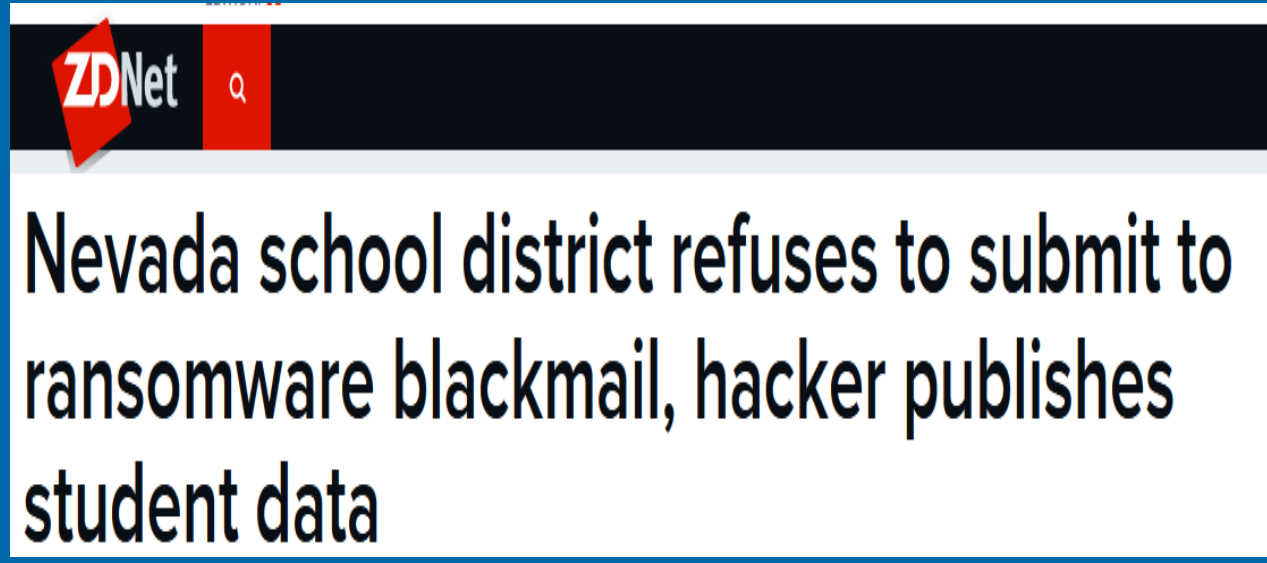 ZDNet
Nevada school district refuses to submit to
ransomware blackmail, hacker publishes
student data